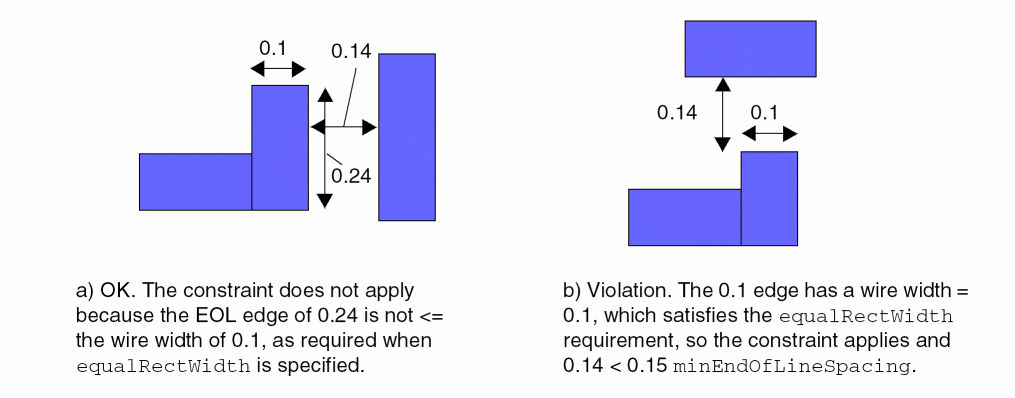 0.1
0.14
0.24
0.14
0.1
a) OK. The constraint does not apply
because the EOL edge of 0.24 is not <=
the wire width of 0.1, as required when
equalRectWidth is specified.
b) Violation. The 0.1 edge has a wire width =
0.1, which satisfies the equalRectWidth
requirement, so the constraint applies and
0.14 < 0.15 minEndOfLineSpacing.